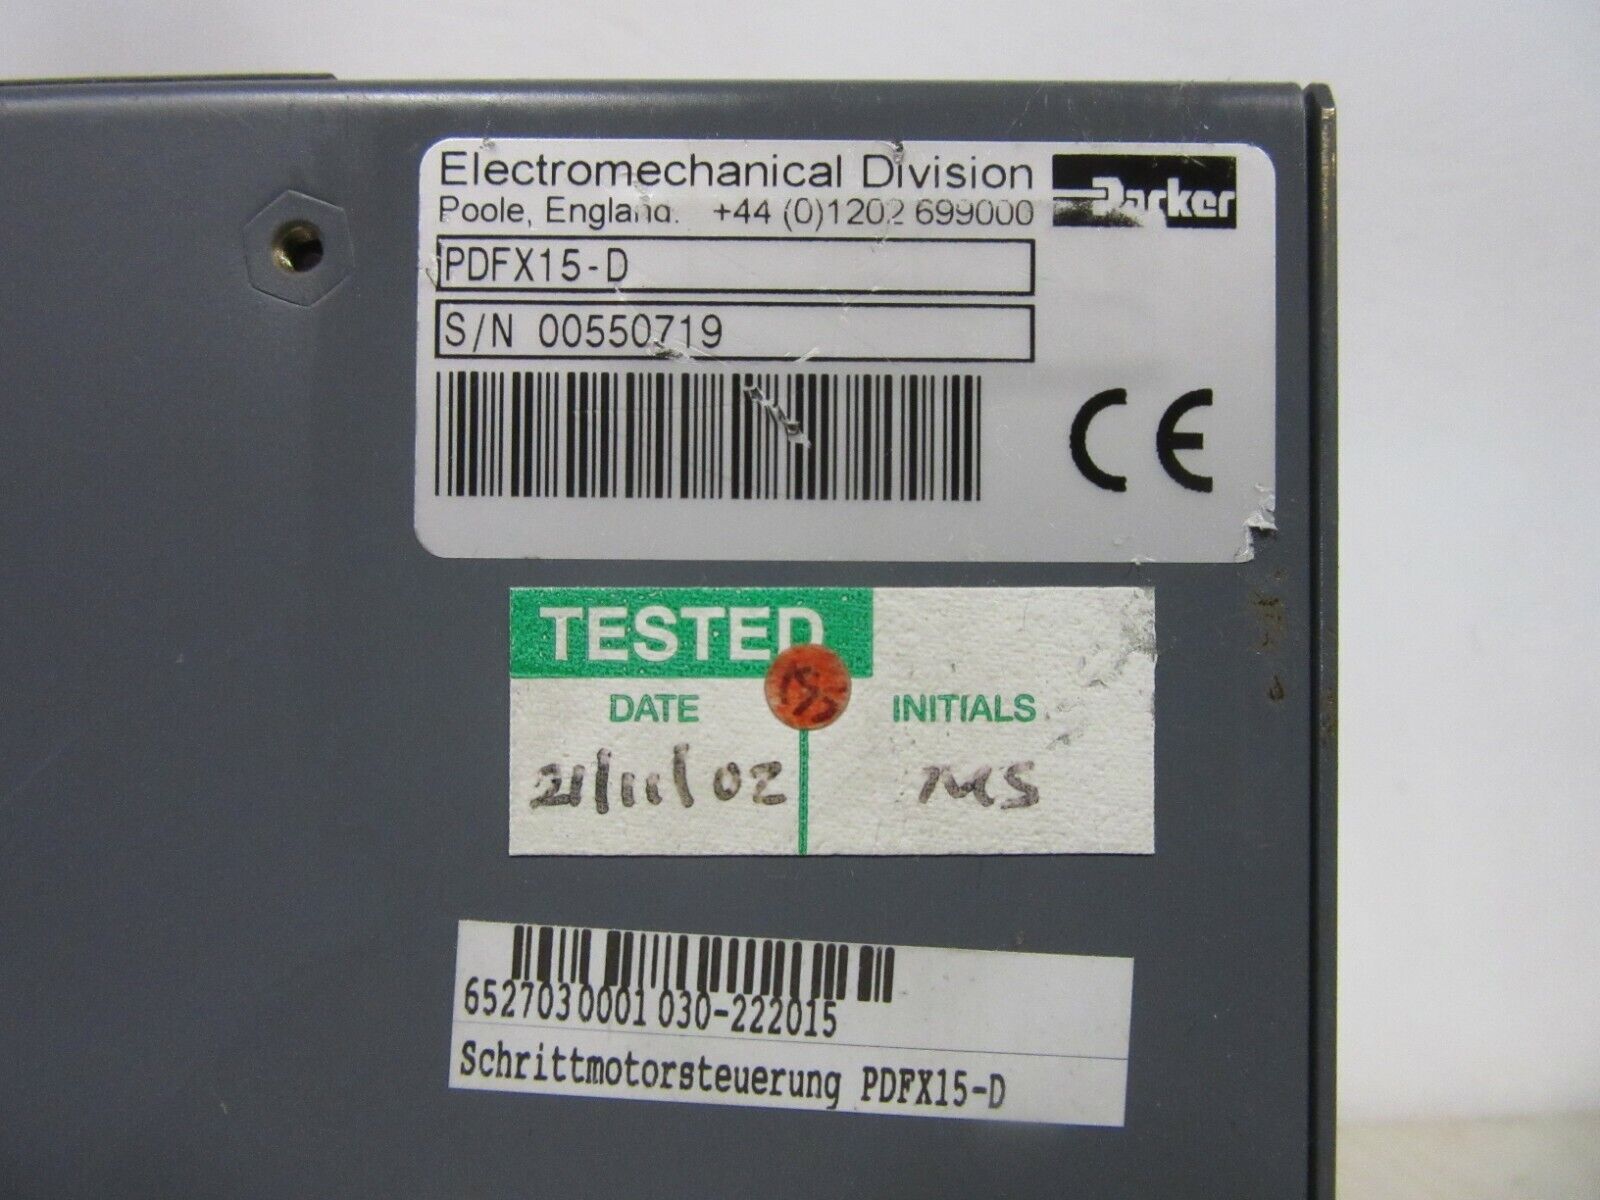 Electromechanical Division
Poole, England. +44 (0)1202 699000
Parker
PDFX15-D
S/N 00550719
CE
TESTED
DATE INITIALS
21/11/02 MS
6527030001 030-222015
Schrittmotorsteuerung PDFX15-D